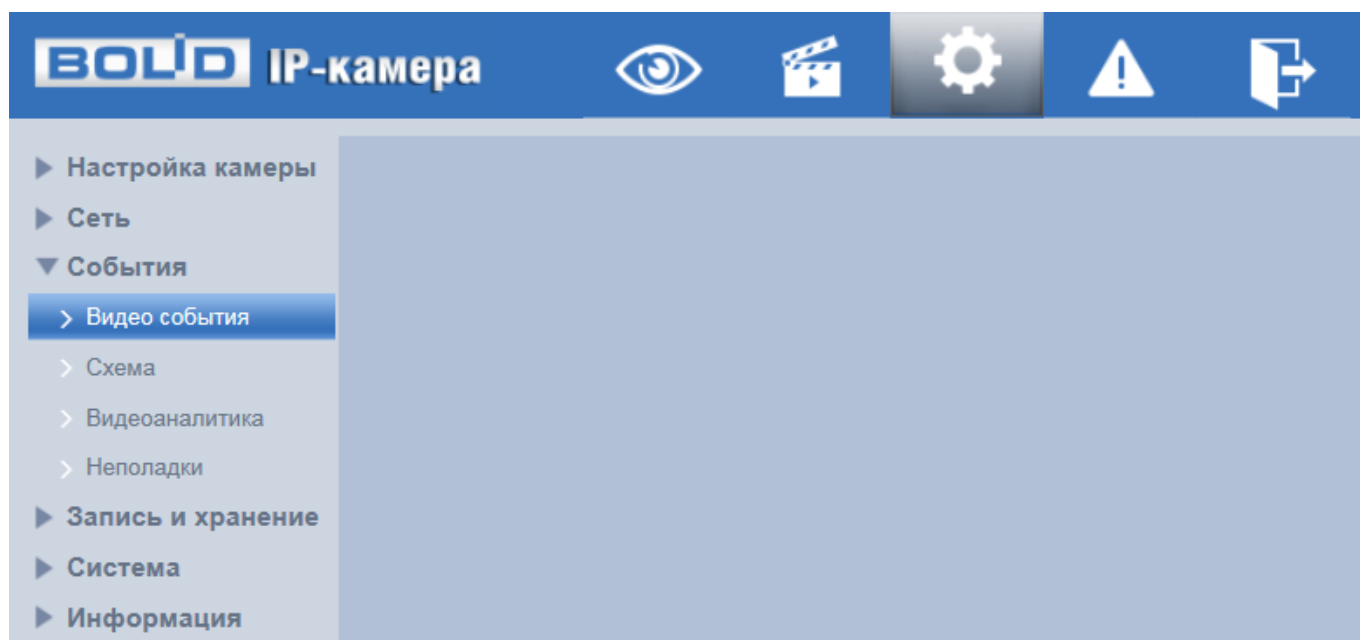 BOLID IP-камера
Настройка камеры
Сеть
События
Видео события
Схема
Видеоаналитика
Неполадки
Запись и хранение
Система
Информация